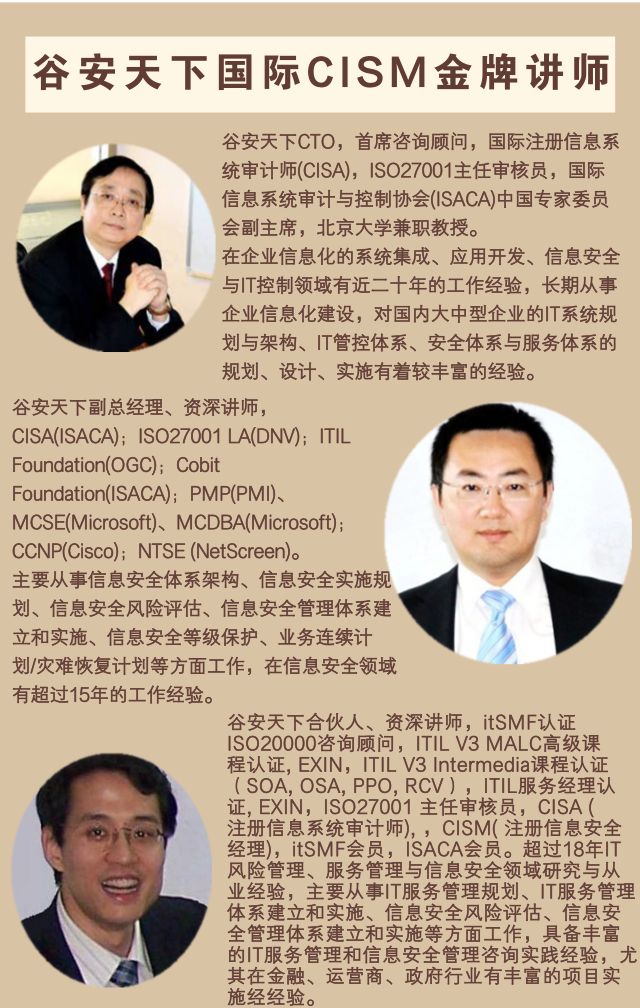 谷安天下国际CISM金牌讲师
谷安天下CTO，首席咨询顾问，国际注册信息系
统审计师(CISA)，ISO27001主任审核员，国际
信息系统审计与控制协会(ISACA)中国专家委员
会副主席，北京大学兼职教授。
在企业信息化的系统集成、应用开发、信息安全
与IT控制领域有近二十年的工作经验，长期从事
企业信息化建设，对国内大中型企业的IT系统规
划与架构、IT管控体系、安全体系与服务体系的
规划、设计、实施有着较丰富的经验。
谷安天下副总经理、资深讲师，
CISA(ISACA)；ISO27001 LA(DNV)；ITIL
Foundation(OGC)；Cobit
Foundation(ISACA)；PMP(PMI)、
MCSE(Microsoft)、MCDBA(Microsoft)；
CCNP(Cisco)；NTSE (NetScreen)。
主要从事信息安全体系架构、信息安全实施规
划、信息安全风险评估、信息安全管理体系建
立和实施、信息安全等级保护、业务连续计
划/灾难恢复计划等方面工作，在信息安全领域
有超过15年的工作经验。
谷安天下合伙人、资深讲师，itSMF认证
ISO20000咨询顾问，ITIL V3 MALC高级课
程认证, EXIN，ITIL V3 Intermedia课程认证
（ SOA, OSA, PPO, RCV ），ITIL服务经理认
证, EXIN，ISO27001 主任审核员，CISA（
注册信息系统审计师），，CISM( 注册信息安全
经理)，itSMF会员，ISACA会员。超过18年IT
风险管理、服务管理与信息安全领域研究与从
业经验，主要从事IT服务管理规划、IT服务管理
体系建立和实施、信息安全风险评估、信息安
全管理体系建立和实施等方面工作，具备丰富
的IT服务管理和信息安全管理咨询实践经验，尤
其在金融、运营商、政府行业有丰富的项目实
施经经验。